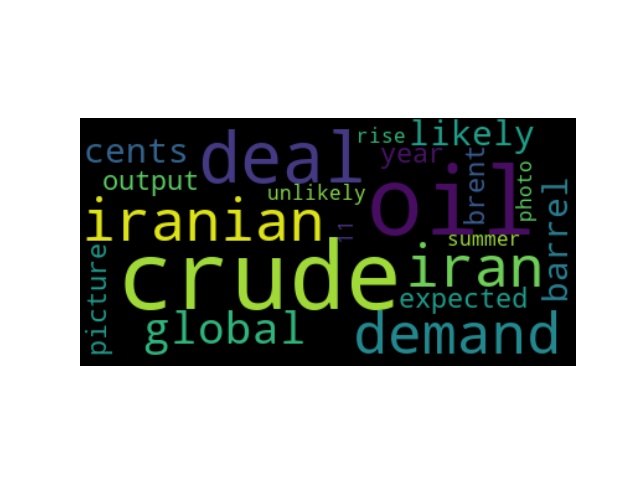 rise likely
cents deal year
output unlikely oil brent photo
iranian 11 summer barrel
crude iran
picture expected
global demand